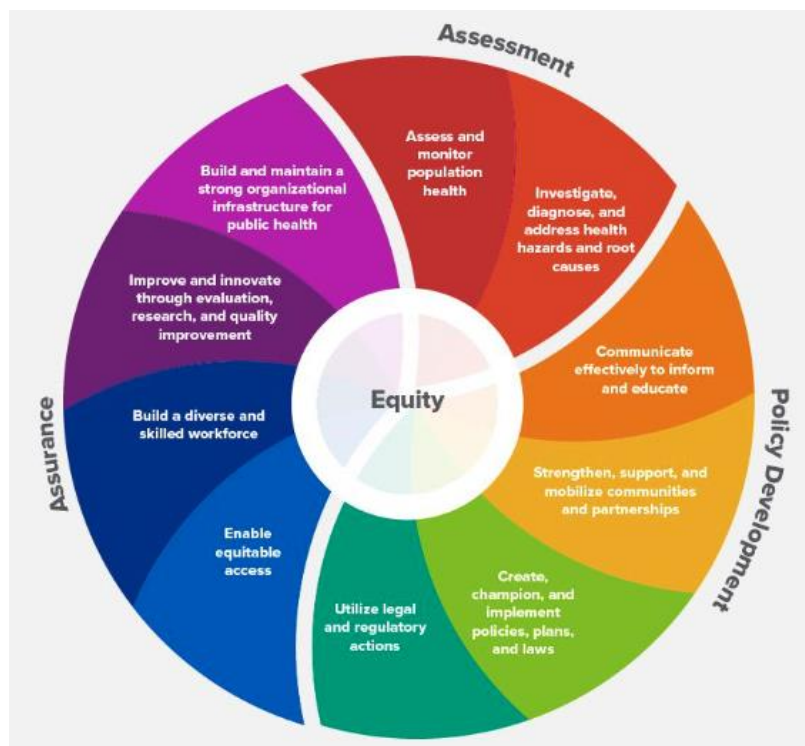 Assessment
Assess and
monitor
population
health
Investigate,
diagnose, and
address health
hazards and root
causes
Policy Development
Communicate
effectively to inform
and educate
Strengthen, support, and
mobilize communities
and partnerships
Create,
champion, and
implement
policies, plans,
and laws
Utilize legal
and regulatory
actions
Assurance
Enable
equitable
access
Build a diverse and
skilled workforce
Improve and innovate
through evaluation,
research, and quality
improvement
Build and maintain a
strong organizational
infrastructure for
public health
Equity